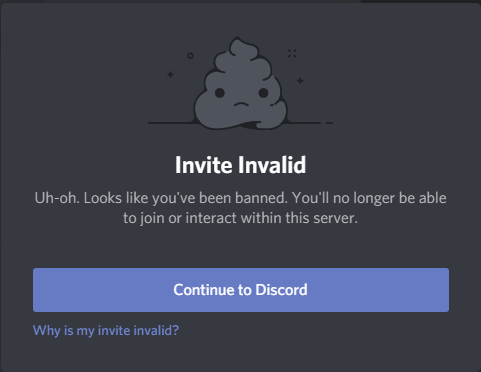 Invite Invalid
Uh-oh. Looks like you've been banned. You'll no longer be able
to join or interact within this server.
Continue to Discord
Why is my invite invalid?